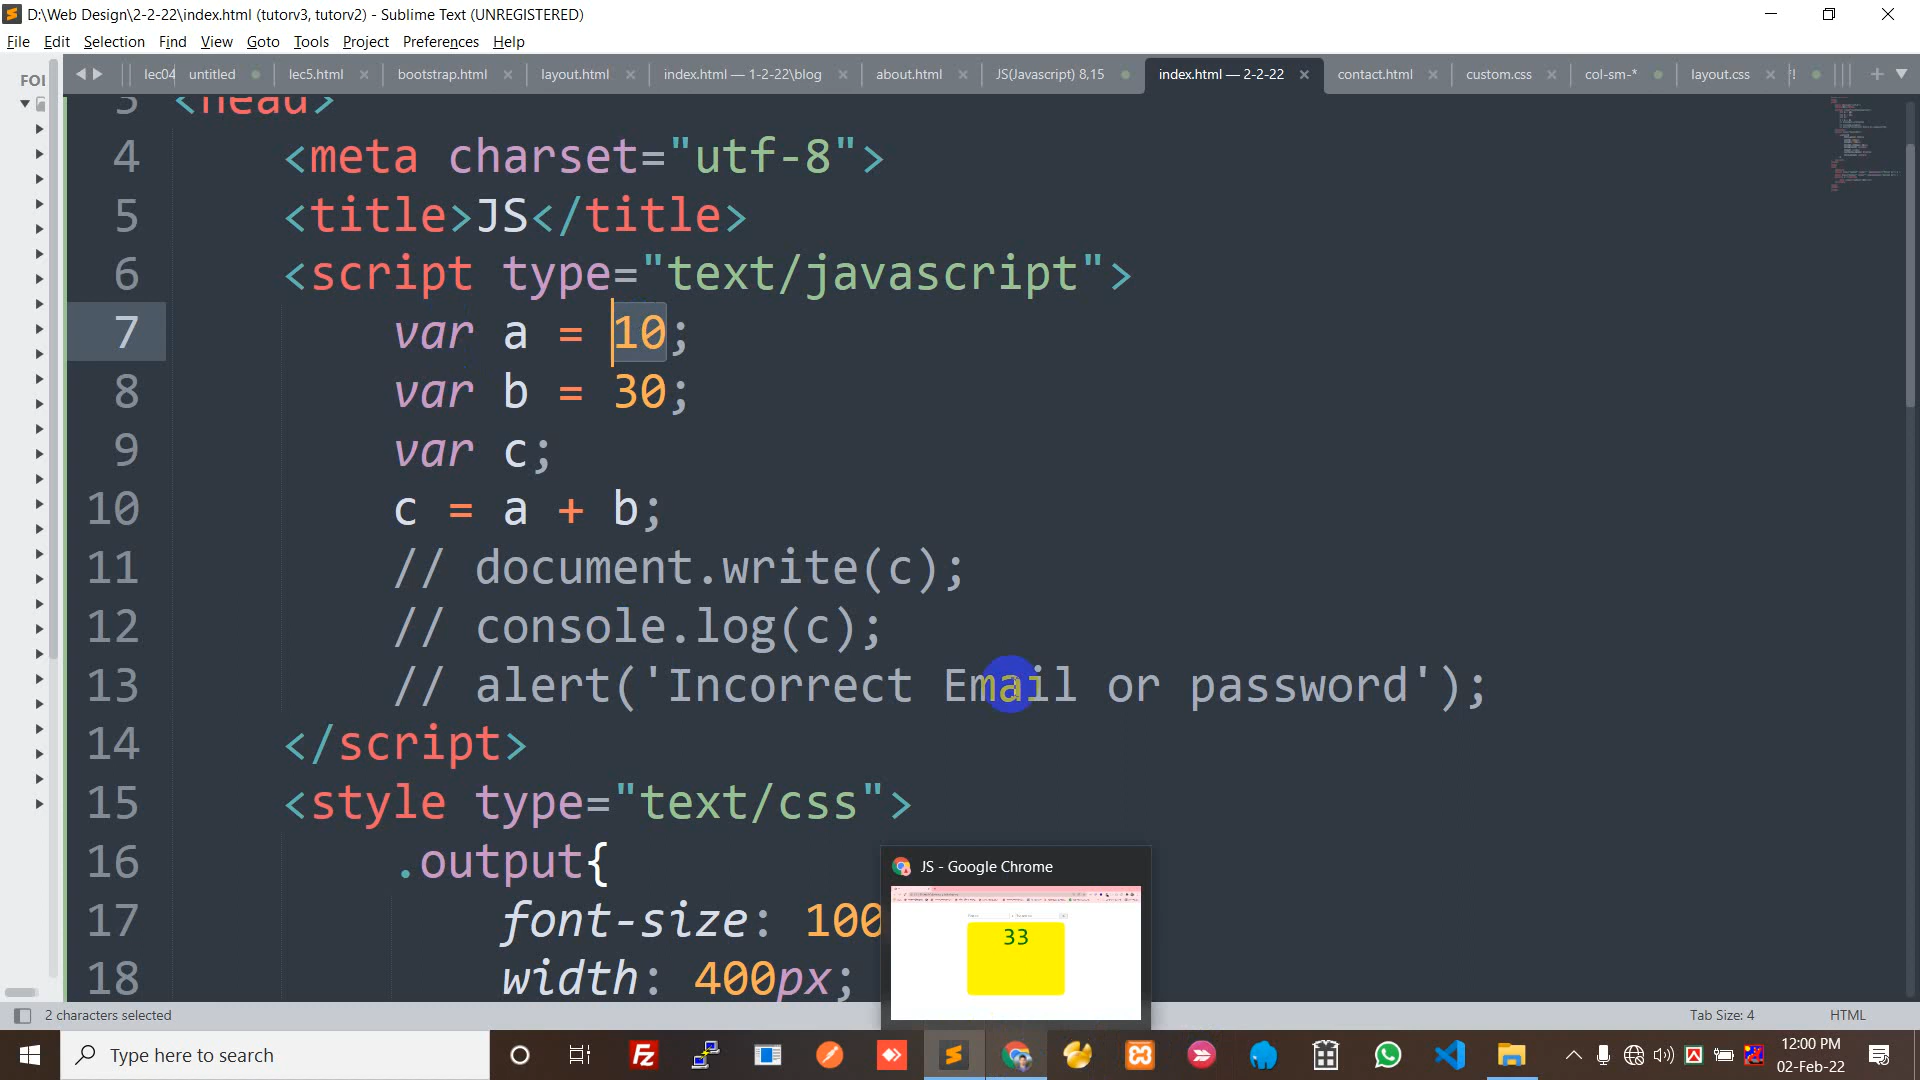 D:\Web Design\2-2-22\index.html (tutorv3, tutorv2) - Sublime Text (UNREGISTERED)
File Edit Selection Find View Goto Tools Project Preferences Help
FOL
lec04 untitled lec5.html bootstrap.html layout.html index.html — 1-2-22\blog about.html JS(Javascript) 8,15 index.html — 2-2-22 contact.html custom.css col-sm-* layout.css
3 <head>
4 <meta charset="utf-8">
5 <title>JS</title>
6 <script type="text/javascript">
7 var a = 10;
8 var b = 30;
9 var c;
10 c = a + b;
11 // document.write(c);
12 // console.log(c);
13 // alert('Incorrect Email or password');
14 </script>
15 <style type="text/css">
16 .output{
17 font-size: 100
18 width: 400px;
JS - Google Chrome
33
2 characters selected
Tab Size: 4
HTML
Type here to search
12:00 PM
02-Feb-22